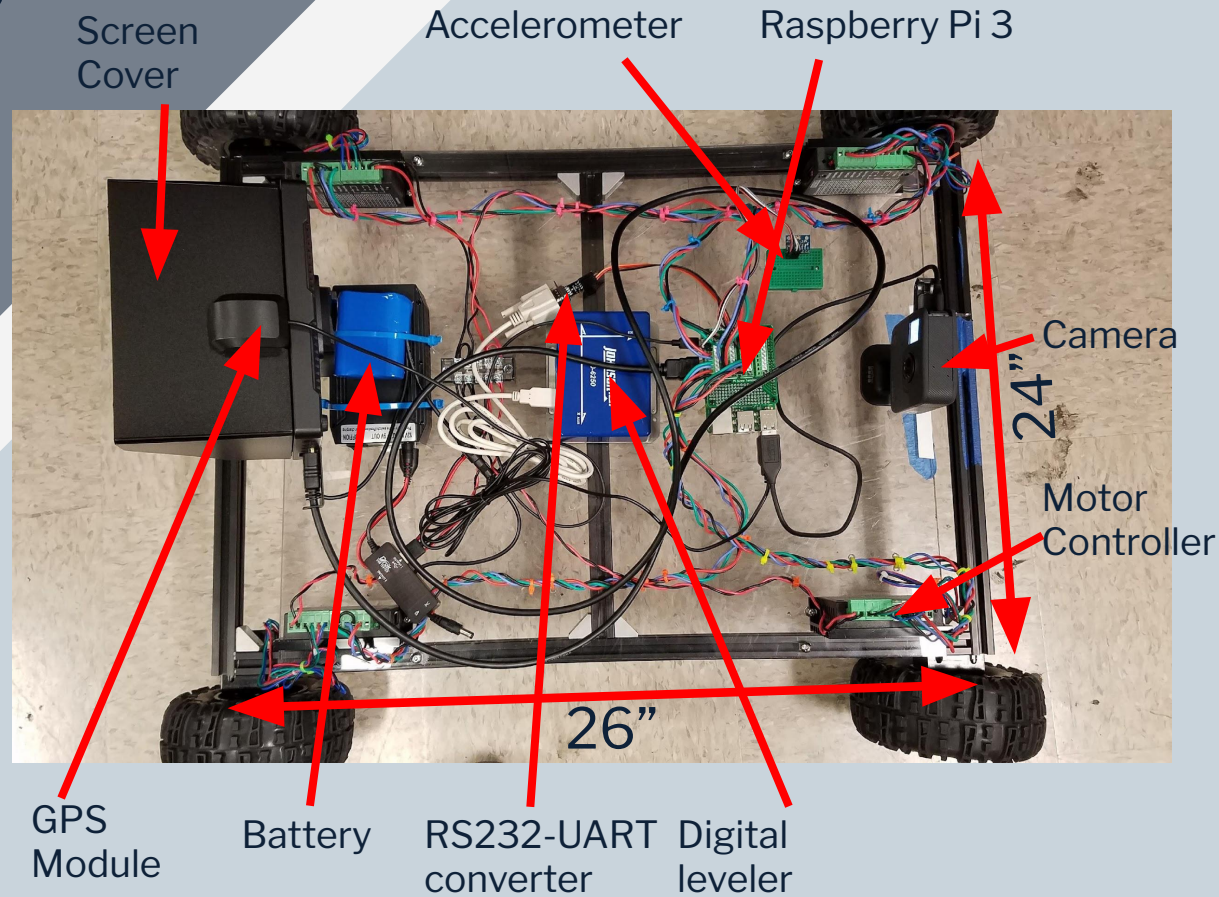 Screen
Cover
Accelerometer
Raspberry Pi 3
Camera
24”
Motor
Controller
26”
GPS
Module
Battery
RS232-UART
converter
Digital
leveler